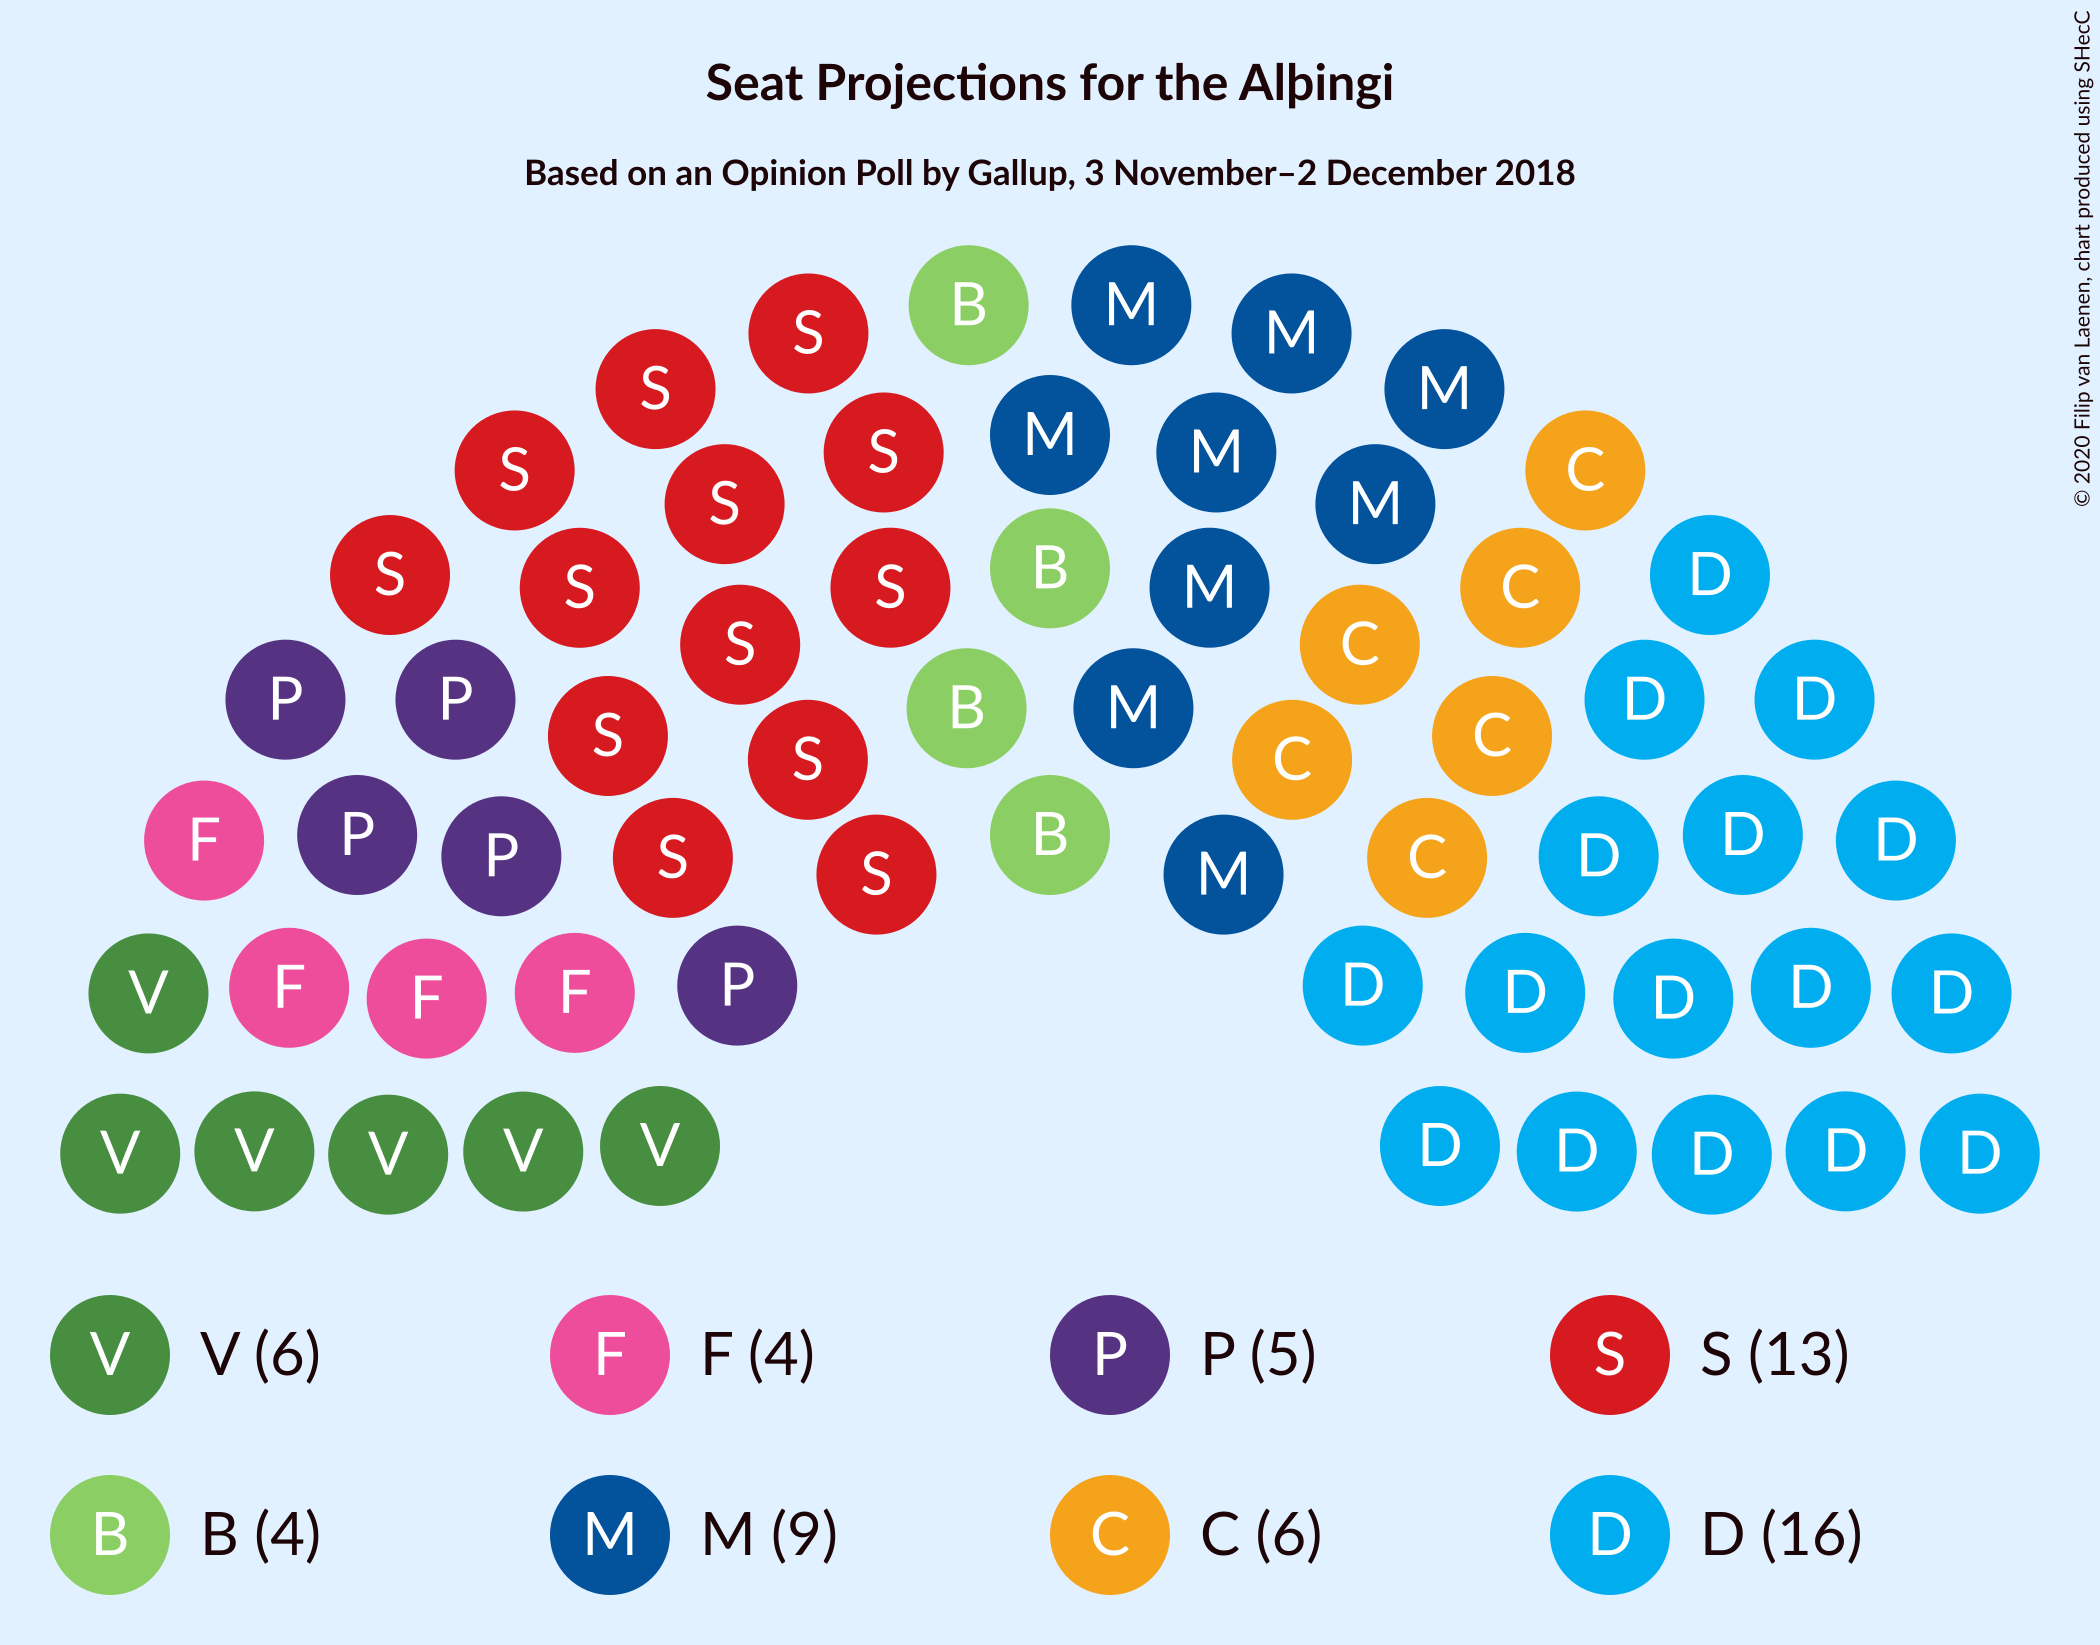 Seat Projections for the Alþingi
Based on an Opinion Poll by Gallup, 3 November–2 December 2018
© 2020 Filip van Laenen, chart produced using SHecC
B M
S M
S M
S M M
S C
S M
B
S S M C
S D
S C
P P D D
B M
S C
S C
F P D D
B
P D
S C
S M
P D
F D
F F D D
V D
F D
V V D D
V V D D
V V D D
V V (6) F F (4) P P (5) S S (13)
B B (4) M M (9) C C (6) D D (16)